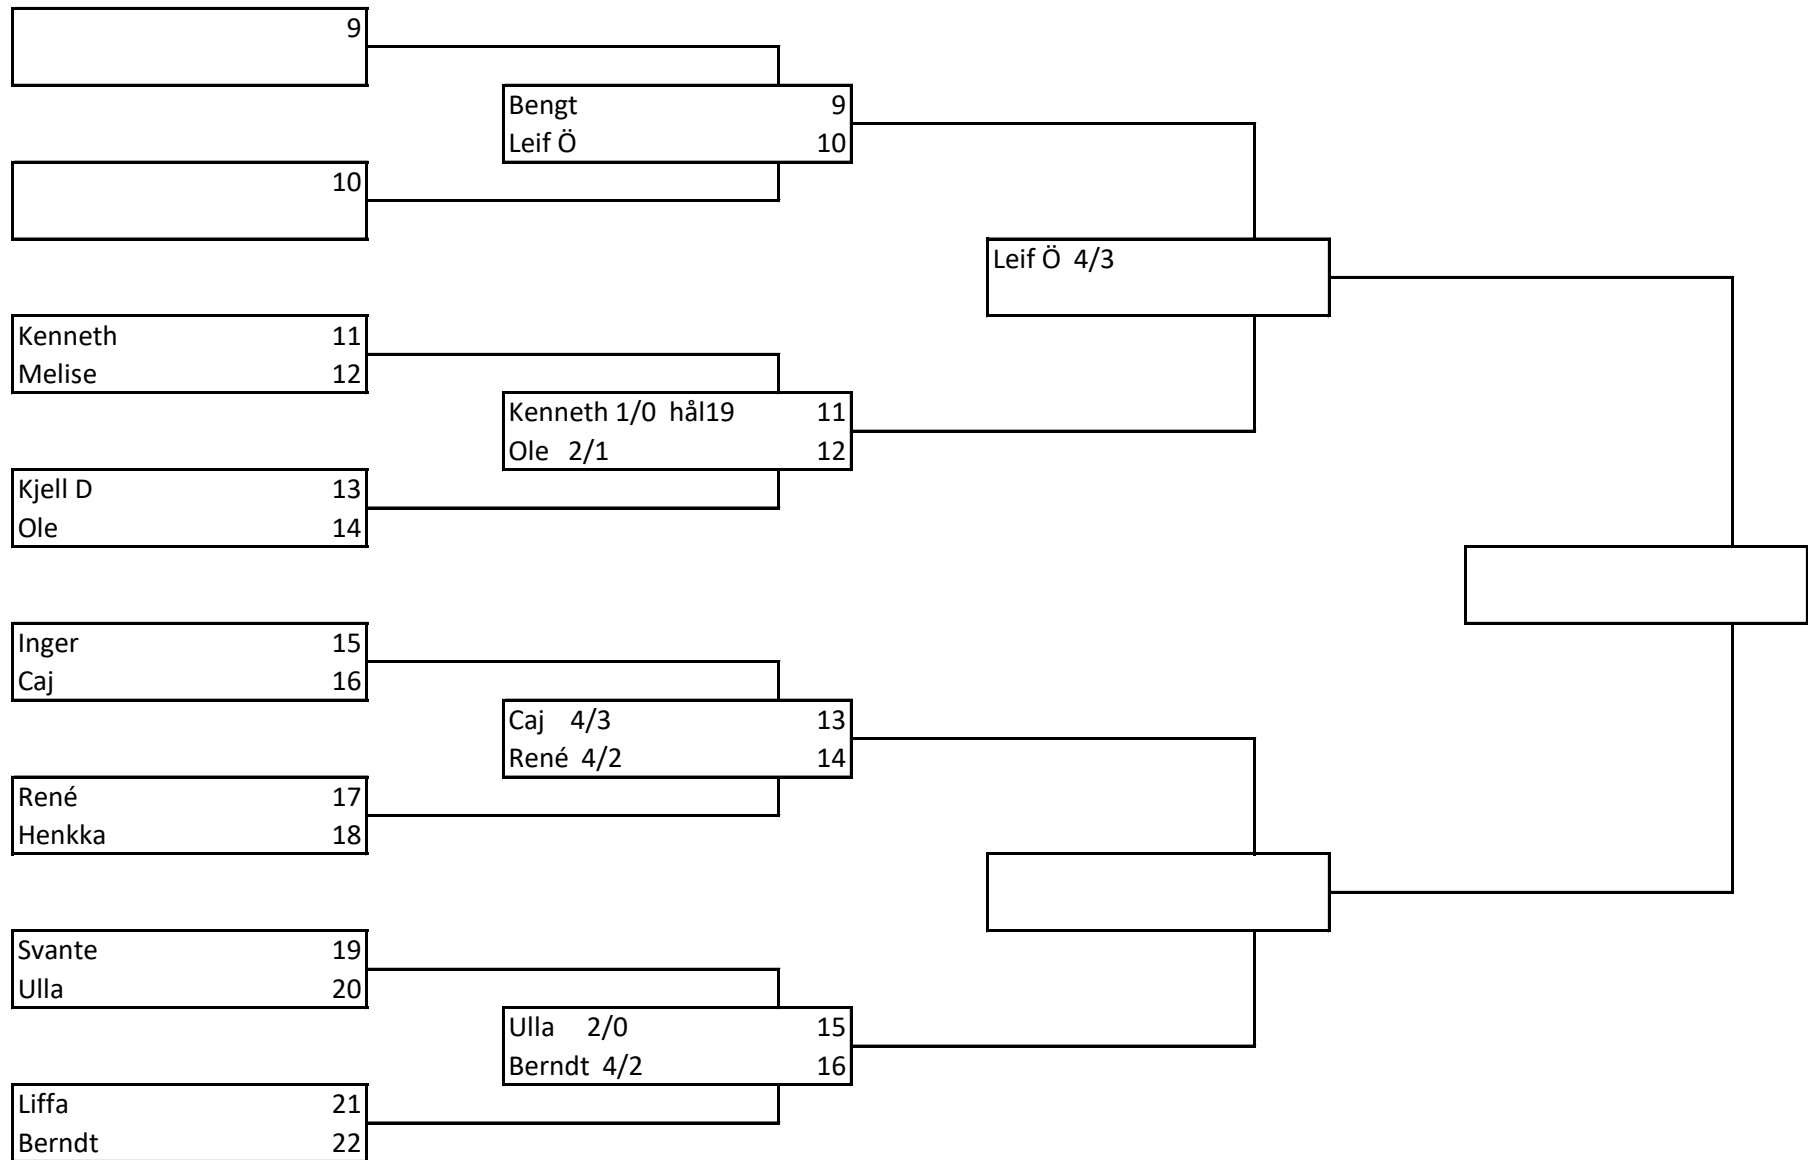 9
Bengt 9
Leif Ö 10
10
Leif Ö 4/3
Kenneth 11
Melise 12
Kenneth 1/0 hål19 11
Ole 2/1 12
Kjell D 13
Ole 14
Inger 15
Caj 16
Caj 4/3 13
René 4/2 14
René 17
Henkka 18
Svante 19
Ulla 20
Ulla 2/0 15
Berndt 4/2 16
Liffa 21
Berndt 22